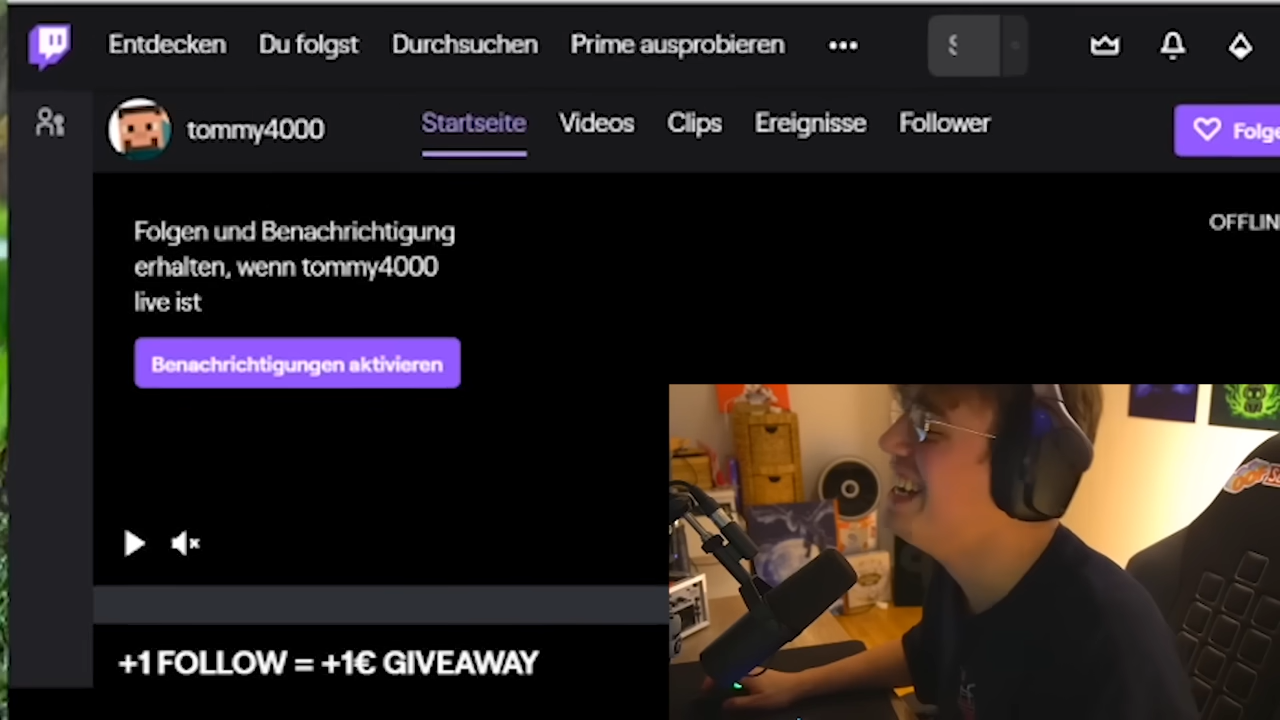 Entdecken Du folgst Durchsuchen Prime ausprobieren
tommy4000 Startseite Videos Clips Ereignisse Follower
Folgen und Benachrichtigung
erhalten, wenn tommy4000
live ist
Benachrichtigungen aktivieren
+1 FOLLOW = +1€ GIVEAWAY